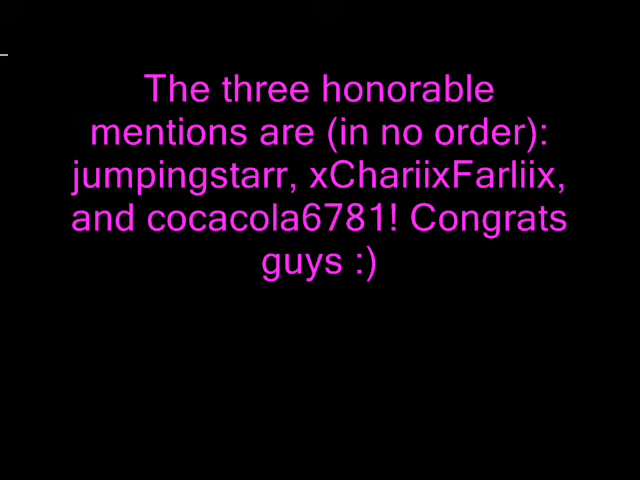 The three honorable
mentions are (in no order):
jumpingstarr, xChariixFarliix,
and cocacola6781! Congrats
guys :)